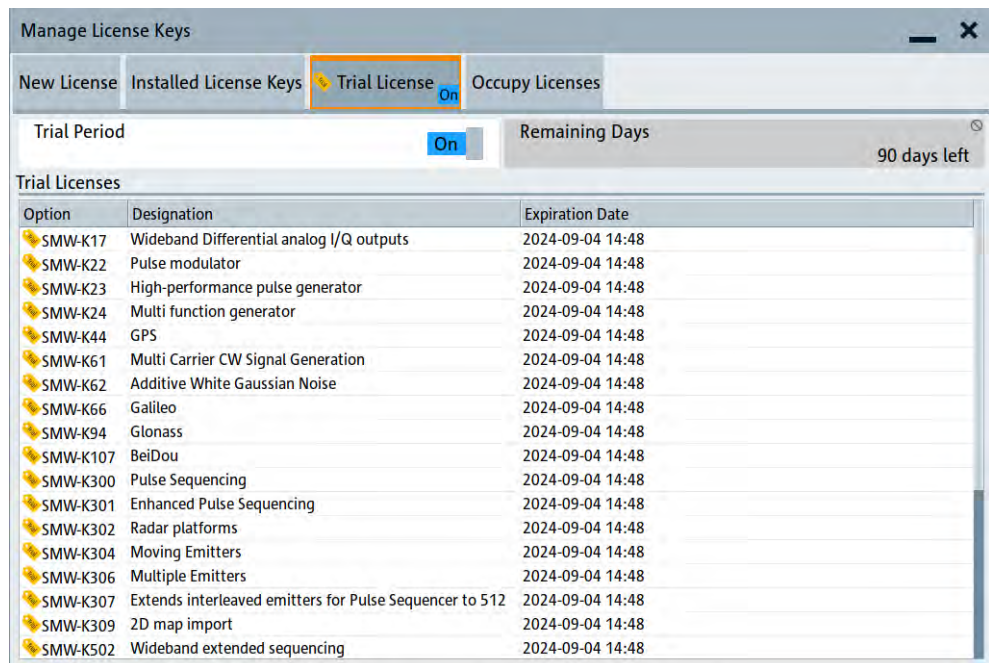 Manage License Keys
New License Installed License Keys Trial License On Occupy Licenses
Trial Period On Remaining Days
90 days left
Trial Licenses
Option Designation Expiration Date
SMW-K17 Wideband Differential analog I/Q outputs 2024-09-04 14:48
SMW-K22 Pulse modulator 2024-09-04 14:48
SMW-K23 High-performance pulse generator 2024-09-04 14:48
SMW-K24 Multi function generator 2024-09-04 14:48
SMW-K44 GPS 2024-09-04 14:48
SMW-K61 Multi Carrier CW Signal Generation 2024-09-04 14:48
SMW-K62 Additive White Gaussian Noise 2024-09-04 14:48
SMW-K66 Galileo 2024-09-04 14:48
SMW-K94 Glonass 2024-09-04 14:48
SMW-K107 BeiDou 2024-09-04 14:48
SMW-K300 Pulse Sequencing 2024-09-04 14:48
SMW-K301 Enhanced Pulse Sequencing 2024-09-04 14:48
SMW-K302 Radar platforms 2024-09-04 14:48
SMW-K304 Moving Emitters 2024-09-04 14:48
SMW-K306 Multiple Emitters 2024-09-04 14:48
SMW-K307 Extends interleaved emitters for Pulse Sequencer to 512 2024-09-04 14:48
SMW-K309 2D map import 2024-09-04 14:48
SMW-K502 Wideband extended sequencing 2024-09-04 14:48